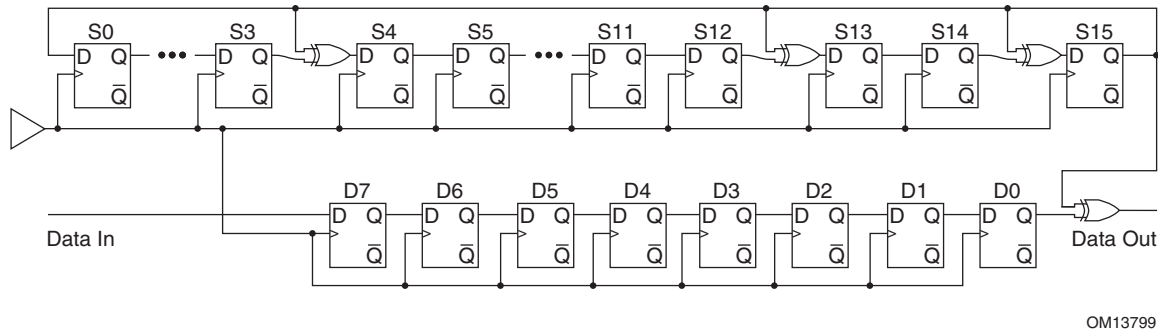 S0 S3 S4 S5 S11 S12 S13 S14 S15
D Q ••• D Q D Q D Q ••• D Q D Q D Q D Q D Q
Q̅ Q̅ Q̅ Q̅ Q̅ Q̅ Q̅ Q̅ Q̅
D7 D6 D5 D4 D3 D2 D1 D0
D Q D Q D Q D Q D Q D Q D Q D Q
Data In Data Out
Q̅ Q̅ Q̅ Q̅ Q̅ Q̅ Q̅ Q̅
OM13799